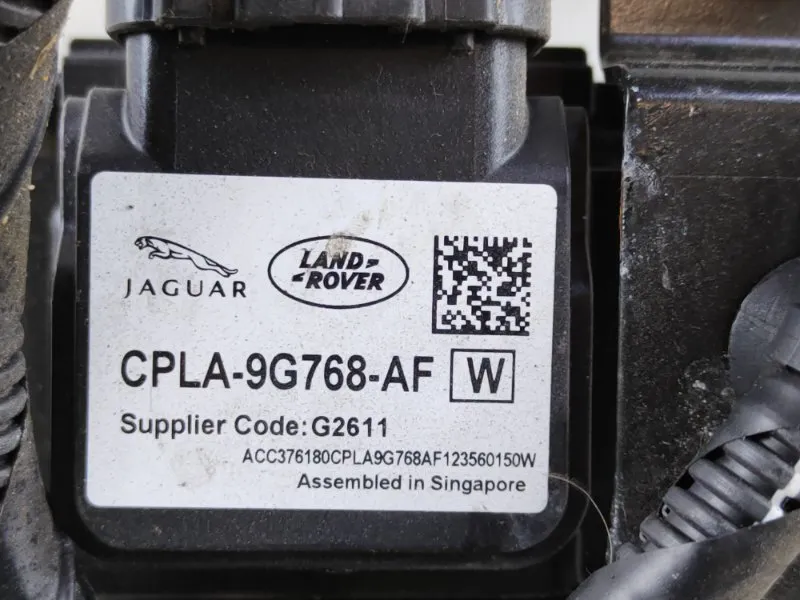 JAGUAR
LAND-
-ROVER
CPLA-9G768-AF W
Supplier Code: G2611
ACC376180CPLA9G768AF123560150W
Assembled in Singapore